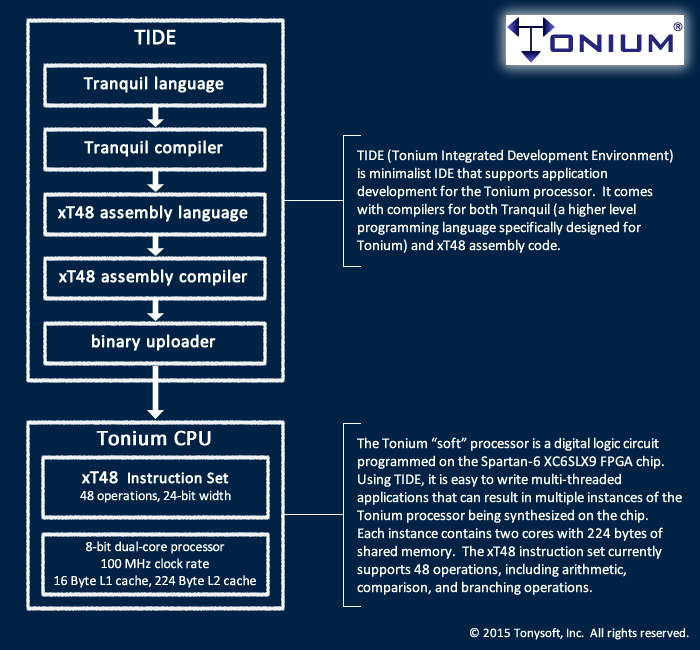 TIDE
TONIUM®
Tranquil language
Tranquil compiler
xT48 assembly language
xT48 assembly compiler
binary uploader
TIDE (Tonium Integrated Development Environment)
is minimalist IDE that supports application
development for the Tonium processor.  It comes
with compilers for both Tranquil (a higher level
programming language specifically designed for
Tonium) and xT48 assembly code.
Tonium CPU
xT48 Instruction Set
48 operations, 24-bit width
8-bit dual-core processor
100 MHz clock rate
16 Byte L1 cache, 224 Byte L2 cache
The Tonium “soft” processor is a digital logic circuit
programmed on the Spartan-6 XC6SLX9 FPGA chip.
Using TIDE, it is easy to write multi-threaded
applications that can result in multiple instances of the
Tonium processor being synthesized on the chip.
Each instance contains two cores with 224 bytes of
shared memory.  The xT48 instruction set currently
supports 48 operations, including arithmetic,
comparison, and branching operations.
© 2015 Tonysoft, Inc.  All rights reserved.